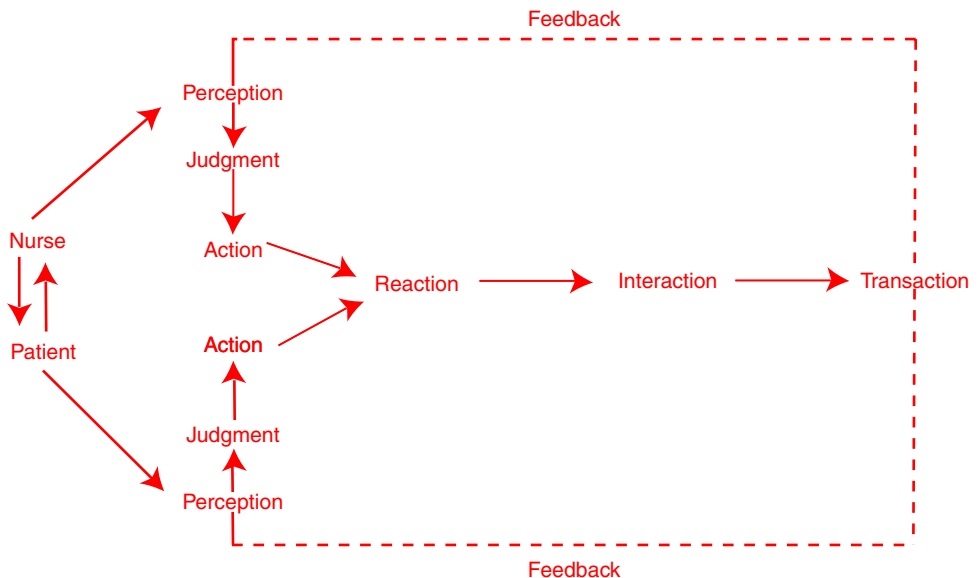 Feedback
Perception
Judgment
Nurse
Action
Reaction
Interaction
Transaction
Action
Patient
Judgment
Perception
Feedback